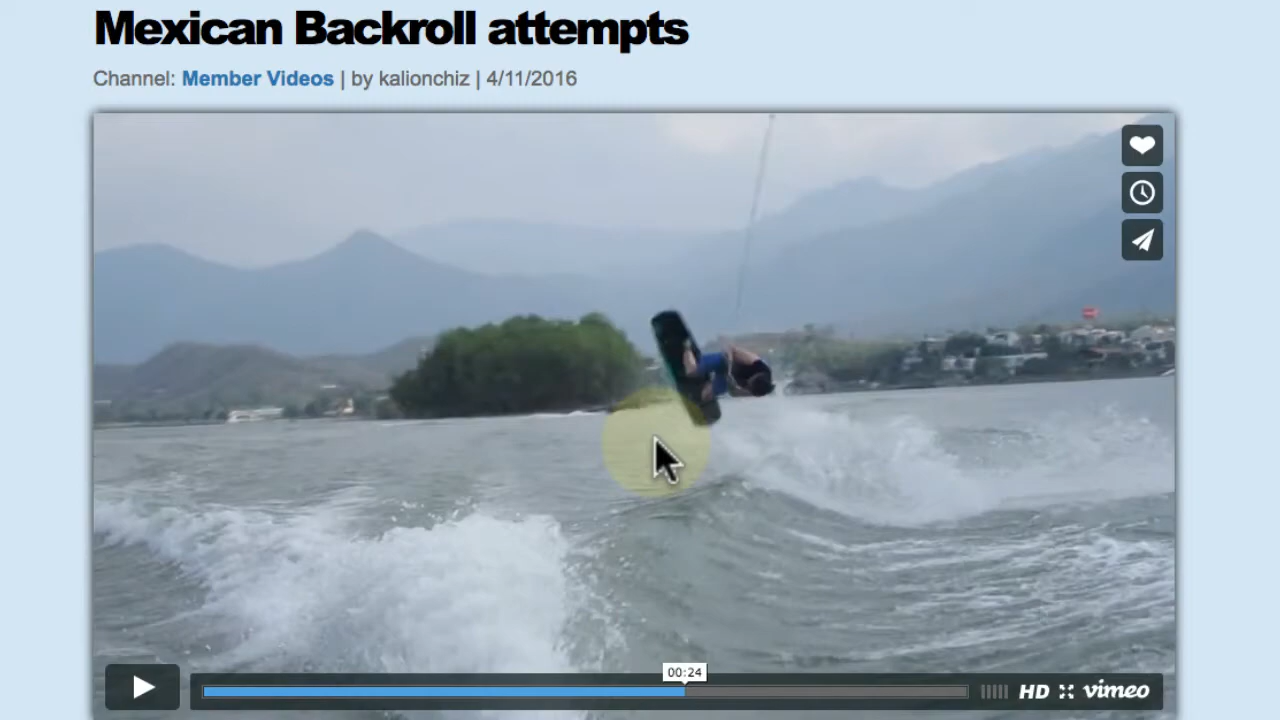 Mexican Backroll attempts
Channel: Member Videos | by kalionchiz | 4/11/2016
00:24
HD vimeo